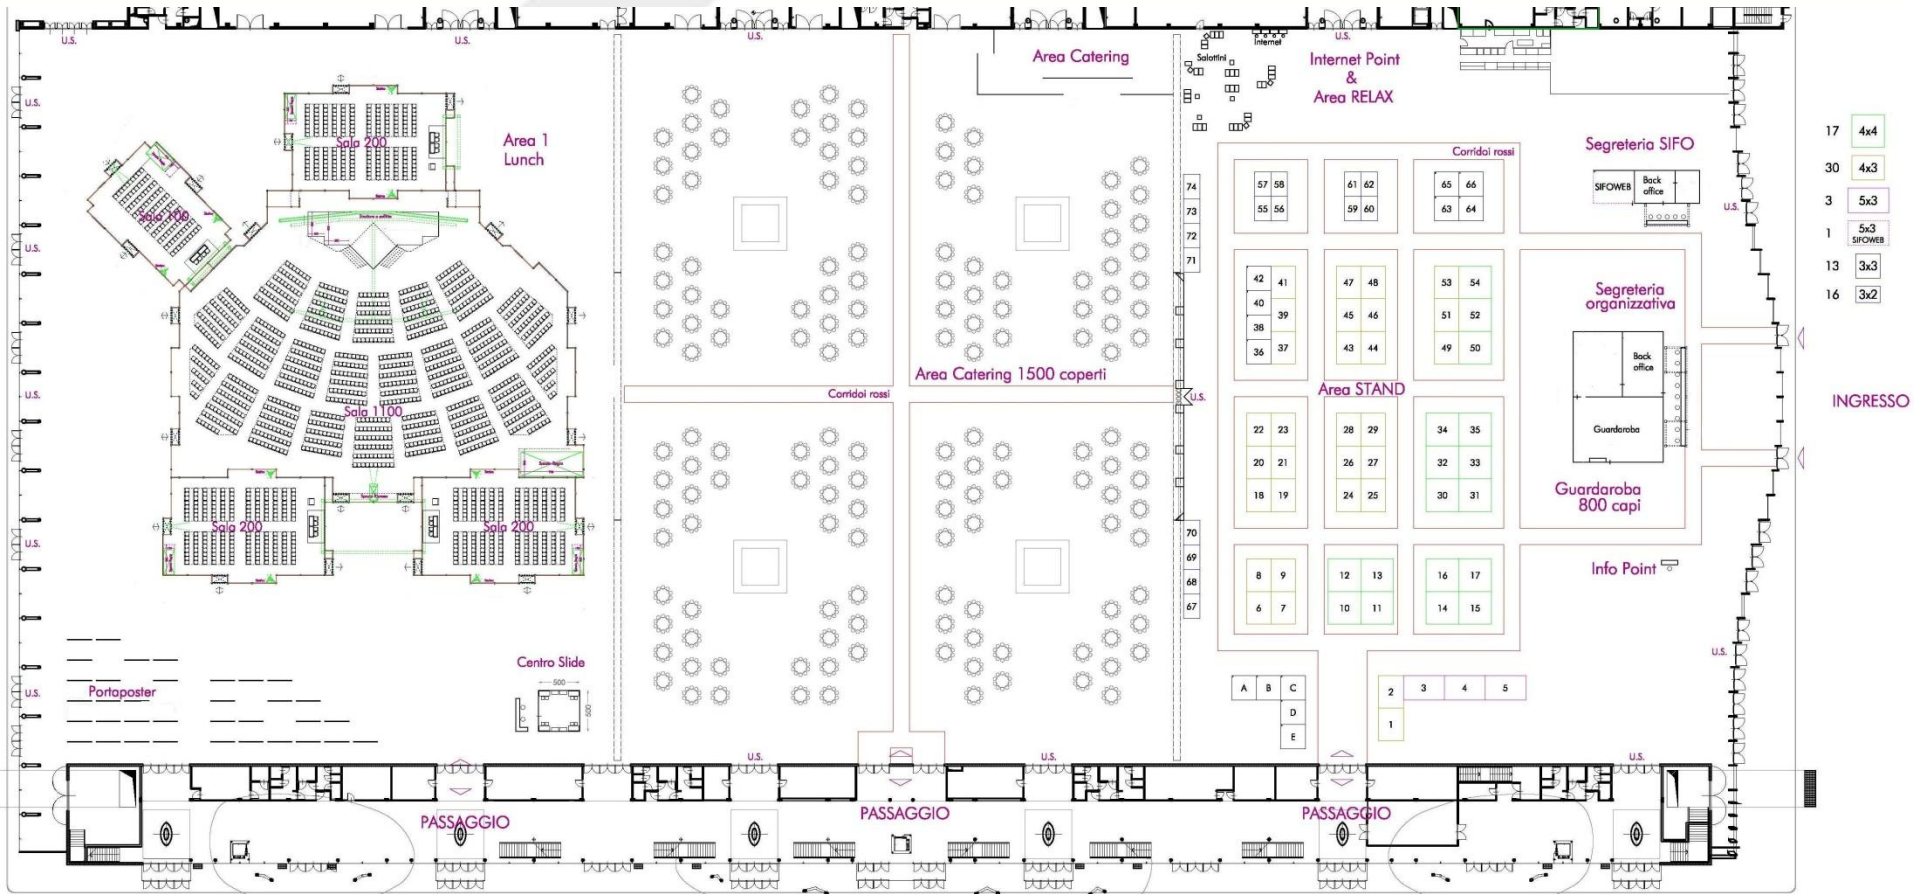 U.S.
U.S.
U.S.
U.S.
U.S.
Internet
Salottini
Area Catering
Internet Point
&
Area RELAX
U.S.
Sala 200
Area 1
Lunch
Sala 100
Segreteria SIFO
Corridoi rossi
SIFOWEB
Back
office
U.S.
17 4x4
30 4x3
3 5x3
1 5x3
SIFOWEB
13 3x3
16 3x2
74
73
72
71
57 58
55 56
61 62
59 60
65 66
63 64
U.S.
42 41
40
39
38
36 37
47 48
45 46
43 44
53 54
51 52
49 50
Segreteria
organizzativa
Back
office
Guardaroba
Area Catering 1500 coperti
Corridoi rossi
U.S.
Area STAND
INGRESSO
U.S.
Sala 1100
22 23
20 21
18 19
28 29
26 27
24 25
34 35
32 33
30 31
Guardaroba
800 capi
Sala 200
Sala 200
U.S.
70
69
68
67
8 9
6 7
12 13
10 11
16 17
14 15
Info Point
U.S.
Portaposter
U.S.
Centro Slide
500
500
A B C
D
E
2 3 4 5
1
U.S.
U.S.
U.S.
PASSAGGIO
PASSAGGIO
PASSAGGIO